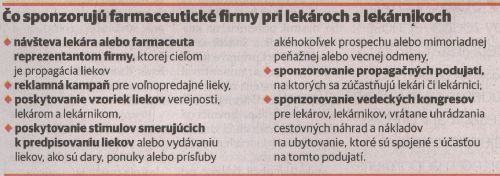 Čo sponzorujú farmaceutické firmy pri lekároch a lekárnikoch
◆ návšteva lekára alebo farmaceuta
reprezentantom firmy, ktorej cieľom
je propagácia liekov
◆ reklamná kampaň pre voľnopredajné lieky,
◆ poskytovanie vzoriek liekov verejnosti,
lekárom a lekárnikom,
◆ poskytovanie stimulov smerujúcich
k predpisovaniu liekov alebo vydávaniu
liekov, ako sú dary, ponuky alebo prísľuby
akéhokoľvek prospechu alebo mimoriadnej
peňažnej alebo vecnej odmeny,
◆ sponzorovanie propagačných podujatí,
na ktorých sa zúčastňujú lekári či lekárnici,
◆ sponzorovanie vedeckých kongresov
pre lekárov, lekárnikov, vrátane uhrádzania
cestovných náhrad a nákladov
na ubytovanie, ktoré sú spojené s účasťou
na tomto podujatí.